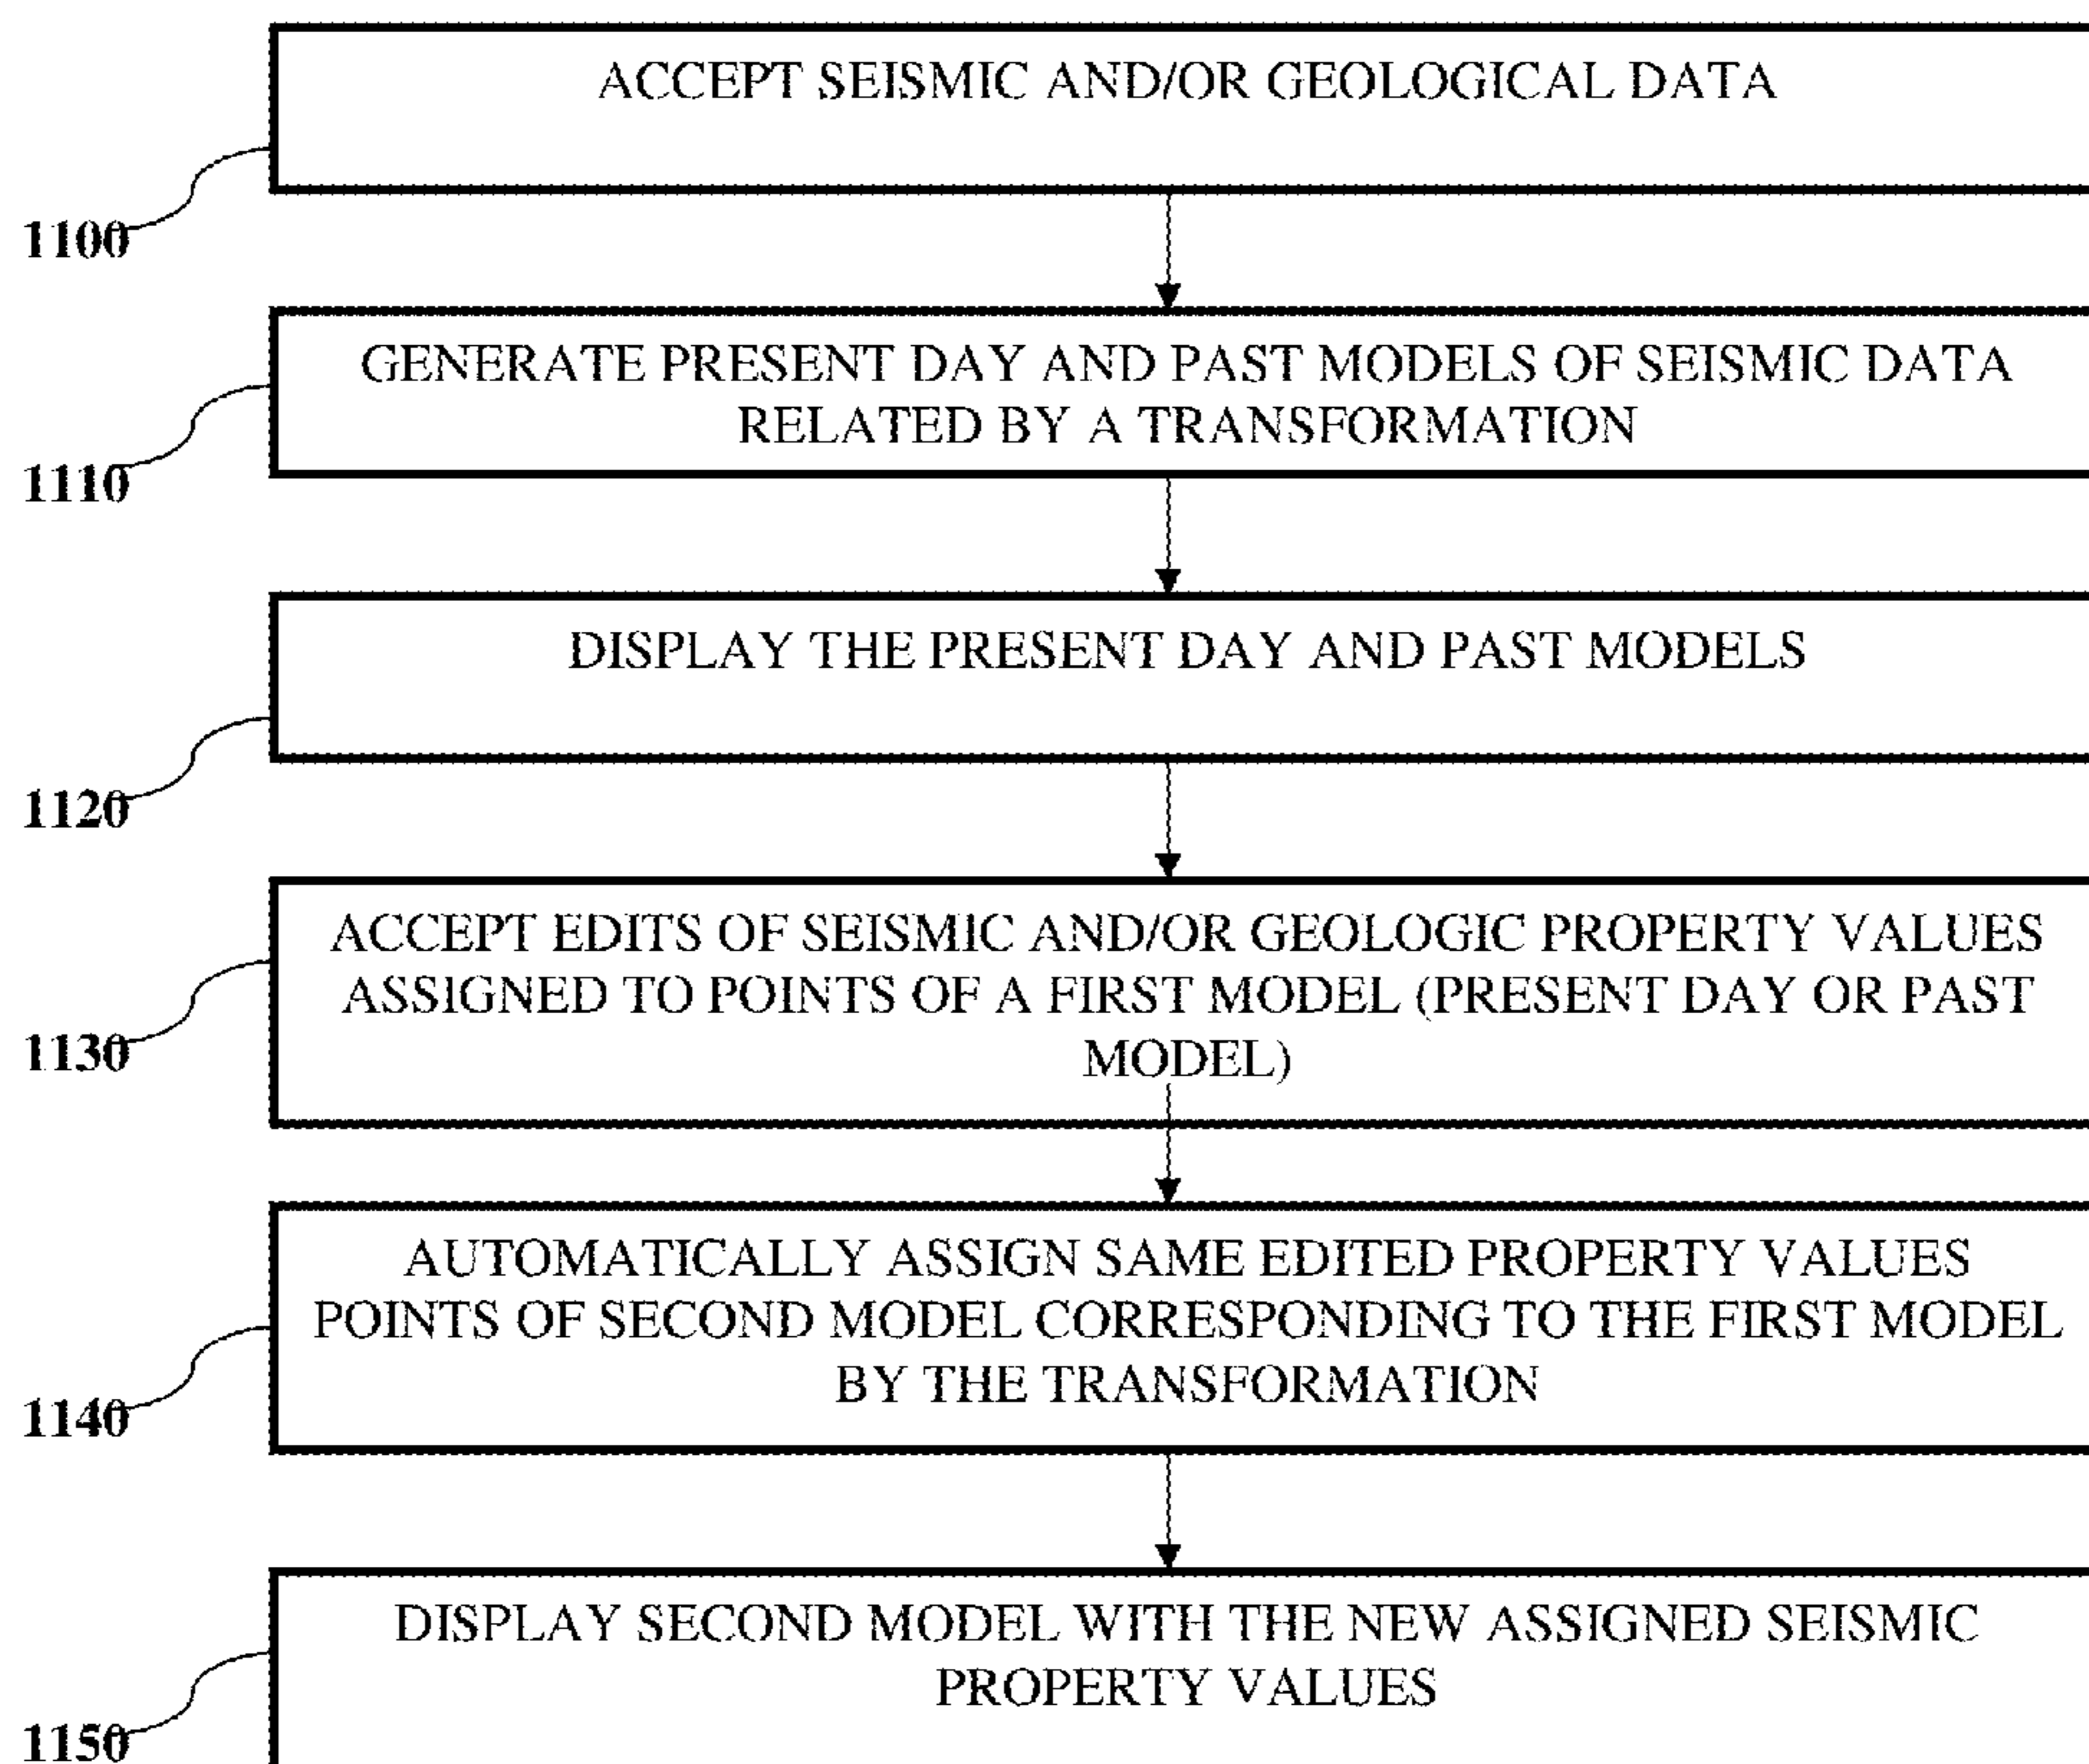 ACCEPT SEISMIC AND/OR GEOLOGICAL DATA
1100
GENERATE PRESENT DAY AND PAST MODELS OF SEISMIC DATA
RELATED BY A TRANSFORMATION
1110
DISPLAY THE PRESENT DAY AND PAST MODELS
1120
ACCEPT EDITS OF SEISMIC AND/OR GEOLOGIC PROPERTY VALUES
ASSIGNED TO POINTS OF A FIRST MODEL (PRESENT DAY OR PAST
MODEL)
1130
AUTOMATICALLY ASSIGN SAME EDITED PROPERTY VALUES
POINTS OF SECOND MODEL CORRESPONDING TO THE FIRST MODEL
BY THE TRANSFORMATION
1140
DISPLAY SECOND MODEL WITH THE NEW ASSIGNED SEISMIC
PROPERTY VALUES
1150